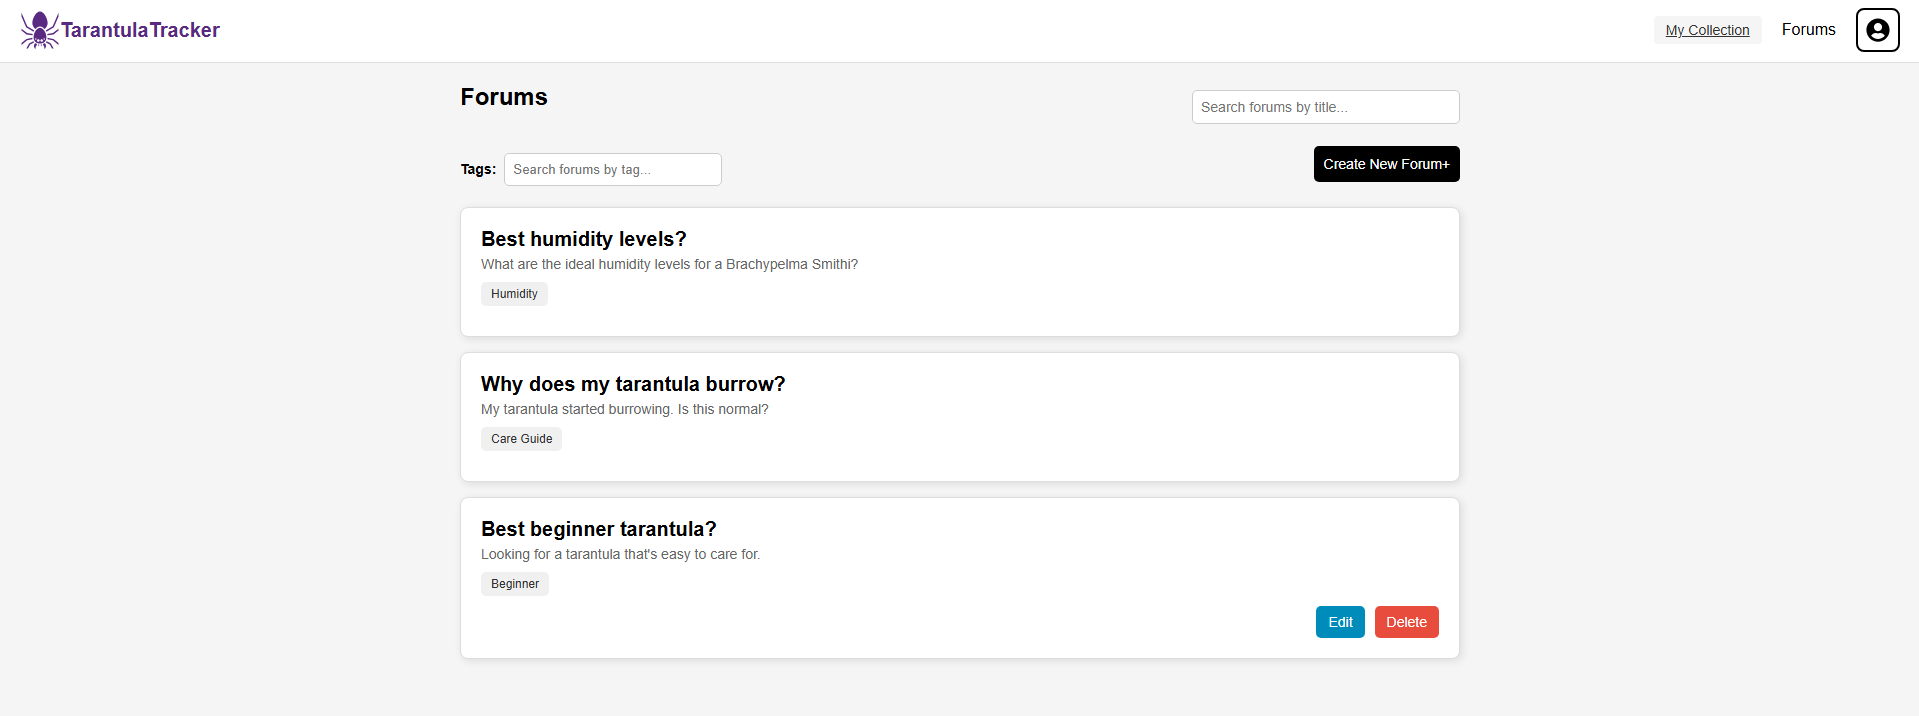 TarantulaTracker
My Collection
Forums
Forums
Search forums by title...
Tags:
Search forums by tag...
Create New Forum+
Best humidity levels?
What are the ideal humidity levels for a Brachypelma Smithi?
Humidity
Why does my tarantula burrow?
My tarantula started burrowing. Is this normal?
Care Guide
Best beginner tarantula?
Looking for a tarantula that's easy to care for.
Beginner
Edit
Delete